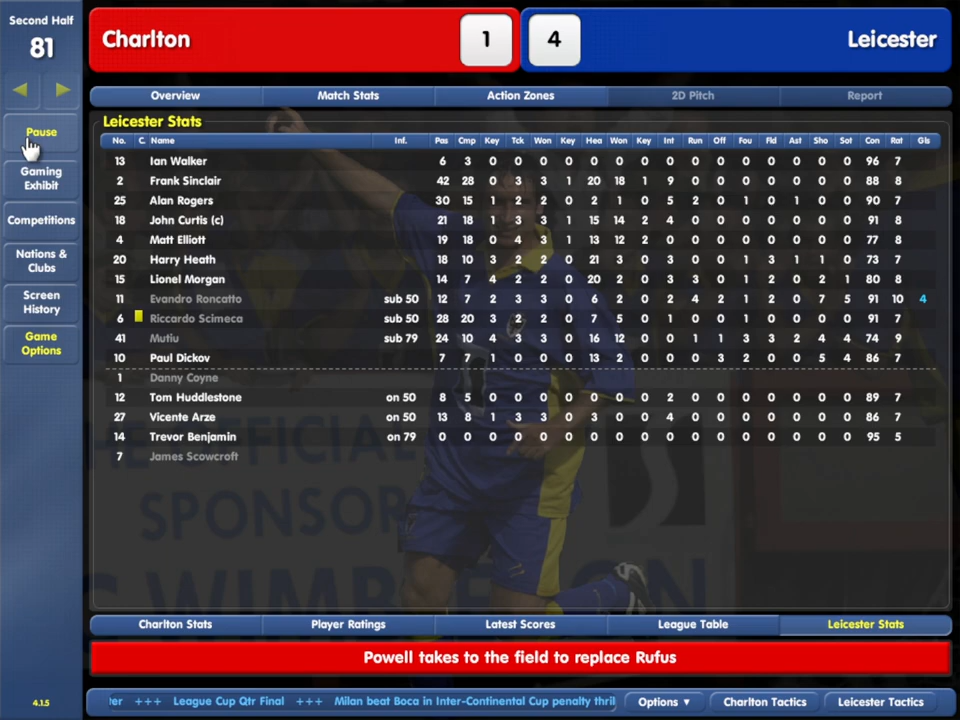 Second Half
81
Pause
Gaming
Exhibit
Competitions
Nations &
Clubs
Screen
History
Game
Options
4.1.5
Charlton 1 4 Leicester
Overview Match Stats Action Zones 2D Pitch Report
Leicester Stats
No. C. Name Inf. Pas Cmp Key Tck Won Key Hea Won Key Int Run Off Fou Fld Ast Sho Sot Con Rat Gls
13 Ian Walker 6 3 0 0 0 0 0 0 0 0 0 0 0 0 0 0 0 96 7
2 Frank Sinclair 42 28 0 3 3 1 20 18 1 9 0 0 0 0 0 0 0 88 8
25 Alan Rogers 30 15 1 2 2 0 2 1 0 5 2 0 1 0 1 0 0 90 7
18 John Curtis (c) 21 18 1 3 3 1 15 14 2 4 0 0 0 0 0 0 0 91 8
4 Matt Elliott 19 18 0 4 3 1 13 12 2 0 0 0 0 0 0 0 0 77 8
20 Harry Heath 18 10 3 2 2 0 21 3 0 3 0 0 1 3 1 1 0 73 7
15 Lionel Morgan 14 7 4 2 2 0 20 2 0 3 3 0 1 2 0 2 1 80 8
11 Evandro Roncatto sub 50 12 7 2 3 3 0 6 2 0 2 4 2 1 2 0 7 5 91 10 4
6 Riccardo Scimeca sub 50 28 20 3 2 2 0 7 5 0 1 0 0 1 0 0 0 0 91 7
41 Mutiu sub 79 24 10 4 3 3 0 16 12 0 0 1 1 3 3 2 4 4 74 9
10 Paul Dickov 7 7 1 0 0 0 13 2 0 0 0 3 2 0 0 5 4 86 7
1 Danny Coyne
12 Tom Huddlestone on 50 8 5 0 0 0 0 0 0 0 2 0 0 0 0 0 0 0 89 7
27 Vicente Arze on 50 13 8 1 3 3 0 3 0 0 4 0 0 0 0 0 0 0 86 7
14 Trevor Benjamin on 79 0 0 0 0 0 0 0 0 0 0 0 0 0 0 0 0 0 95 5
7 James Scowcroft
THE OFFICIAL
SPONSOR
Charlton Stats Player Ratings Latest Scores League Table Leicester Stats
Powell takes to the field to replace Rufus
ter +++ League Cup Qtr Final +++ Milan beat Boca in Inter-Continental Cup penalty thril Options ▼ Charlton Tactics Leicester Tactics